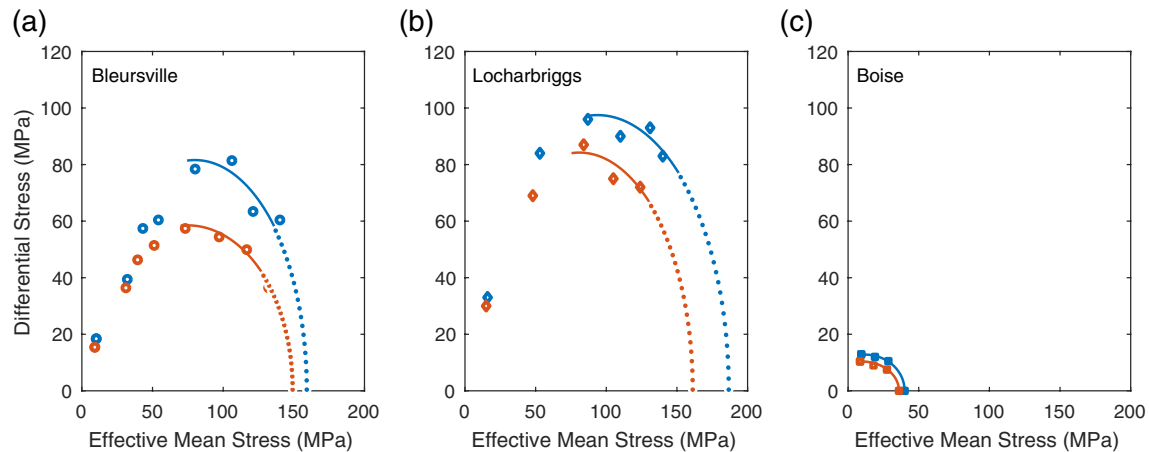 (a)
Bleursville
120
100
80
60
40
20
0
0 50 100 150 200
Differential Stress (MPa)
Effective Mean Stress (MPa)
(b)
Locharbriggs
120
100
80
60
40
20
0
0 50 100 150 200
Effective Mean Stress (MPa)
(c)
Boise
120
100
80
60
40
20
0
0 50 100 150 200
Effective Mean Stress (MPa)